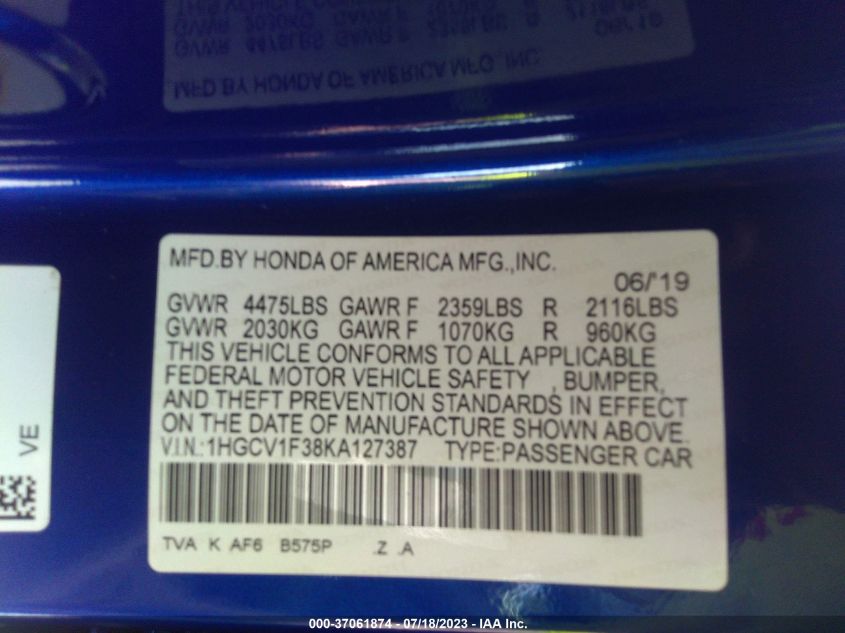 MFD.BY HONDA OF AMERICA MFG.,INC.
06/'19
GVWR 4475LBS GAWR F 2359LBS R 2116LBS
GVWR 2030KG GAWR F 1070KG R 960KG
THIS VEHICLE CONFORMS TO ALL APPLICABLE
FEDERAL MOTOR VEHICLE SAFETY , BUMPER,
AND THEFT PREVENTION STANDARDS IN EFFECT
ON THE DATE OF MANUFACTURE SHOWN ABOVE.
V.I.N.:1HGCV1F38KA127387 TYPE:PASSENGER CAR
TVA K AF6 B575P .Z .A
VE
000-37061874 / 07/18/2023 - IAA Inc.